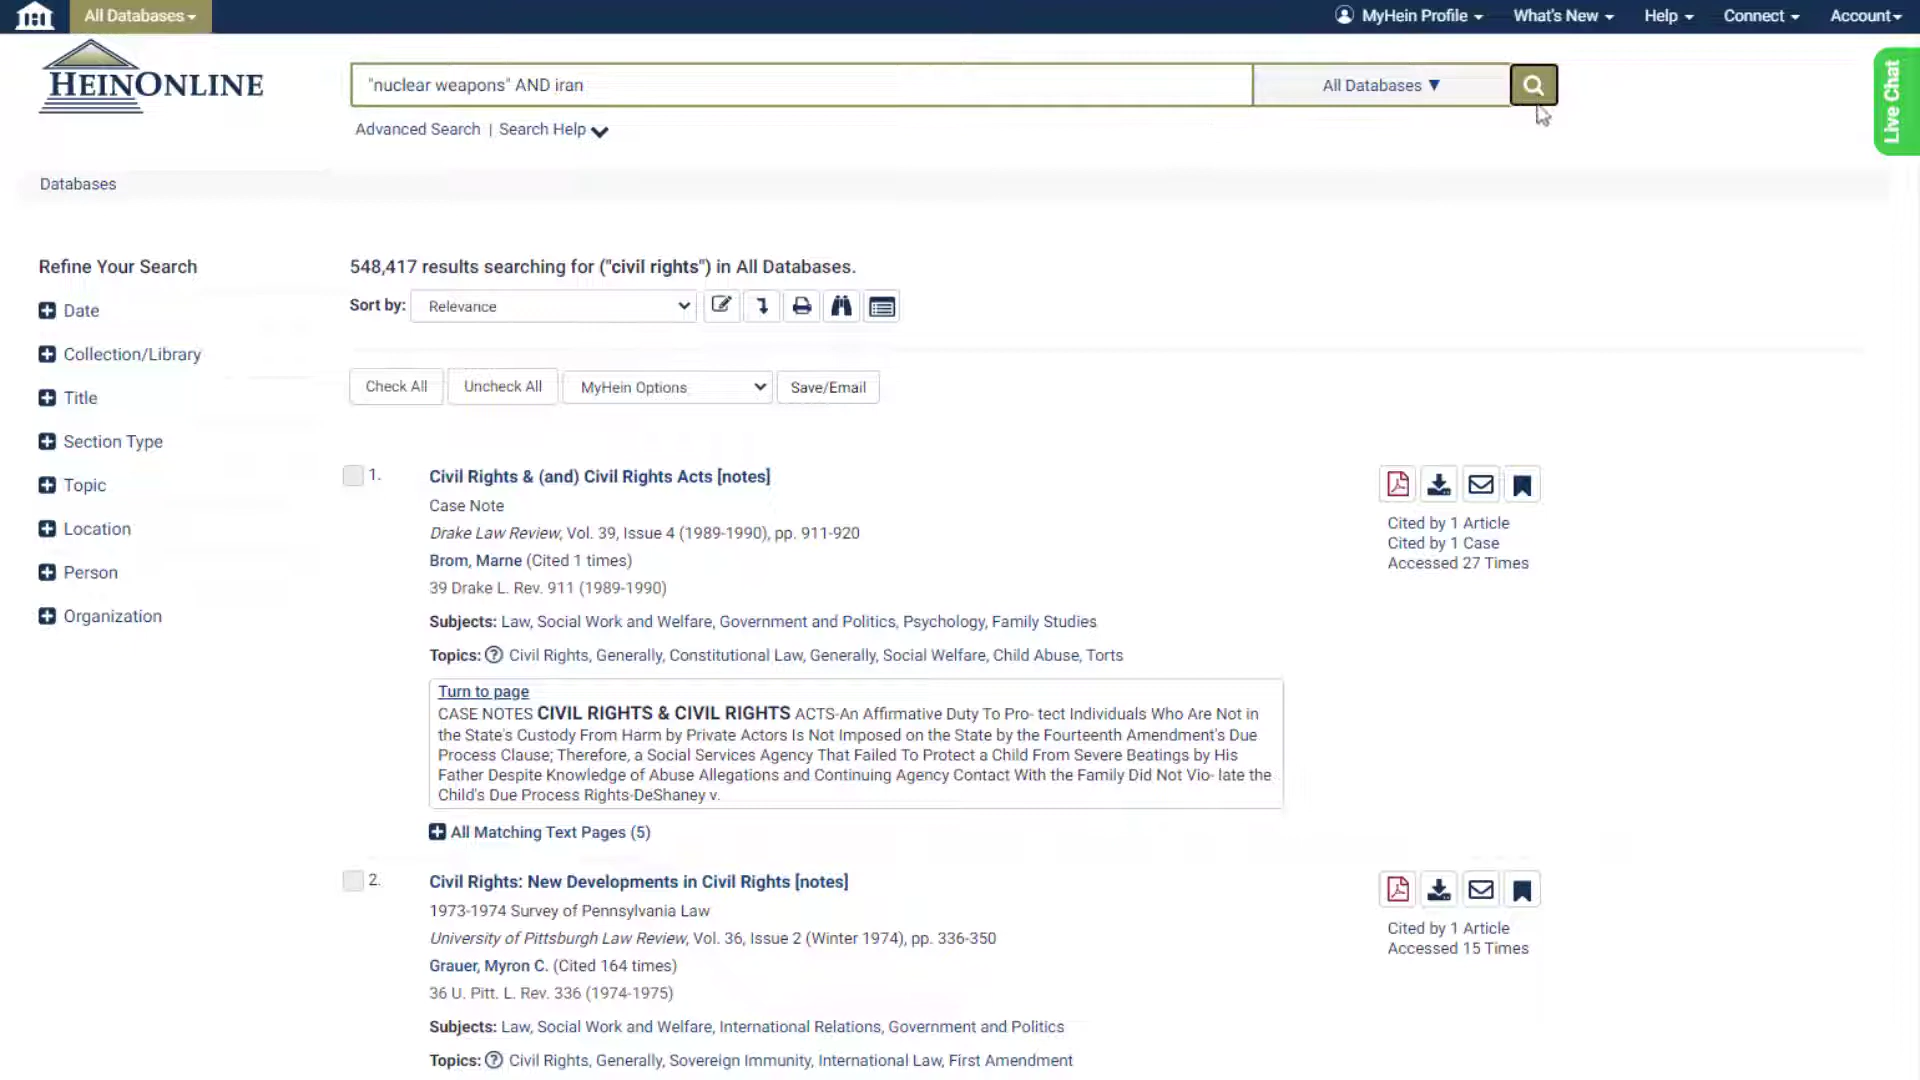 All Databases
MyHein Profile
What's New
Help
Connect
Account
HEINONLINE
"nuclear weapons" AND iran
All Databases ▼
Live Chat
Advanced Search | Search Help
Databases
Refine Your Search
Date
Collection/Library
Title
Section Type
Topic
Location
Person
Organization
548,417 results searching for ("civil rights") in All Databases.
Sort by: Relevance
Check All
Uncheck All
MyHein Options
Save/Email
1.
Civil Rights & (and) Civil Rights Acts [notes]
Case Note
Drake Law Review, Vol. 39, Issue 4 (1989-1990), pp. 911-920
Brom, Marne (Cited 1 times)
39 Drake L. Rev. 911 (1989-1990)
Subjects: Law, Social Work and Welfare, Government and Politics, Psychology, Family Studies
Topics: ? Civil Rights, Generally, Constitutional Law, Generally, Social Welfare, Child Abuse, Torts
Turn to page
CASE NOTES CIVIL RIGHTS & CIVIL RIGHTS ACTS-An Affirmative Duty To Pro- tect Individuals Who Are Not in
the State's Custody From Harm by Private Actors Is Not Imposed on the State by the Fourteenth Amendment's Due
Process Clause; Therefore, a Social Services Agency That Failed To Protect a Child From Severe Beatings by His
Father Despite Knowledge of Abuse Allegations and Continuing Agency Contact With the Family Did Not Vio- late the
Child's Due Process Rights-DeShaney v.
All Matching Text Pages (5)
Cited by 1 Article
Cited by 1 Case
Accessed 27 Times
2.
Civil Rights: New Developments in Civil Rights [notes]
1973-1974 Survey of Pennsylvania Law
University of Pittsburgh Law Review, Vol. 36, Issue 2 (Winter 1974), pp. 336-350
Grauer, Myron C. (Cited 164 times)
36 U. Pitt. L. Rev. 336 (1974-1975)
Subjects: Law, Social Work and Welfare, International Relations, Government and Politics
Topics: ? Civil Rights, Generally, Sovereign Immunity, International Law, First Amendment
Cited by 1 Article
Accessed 15 Times